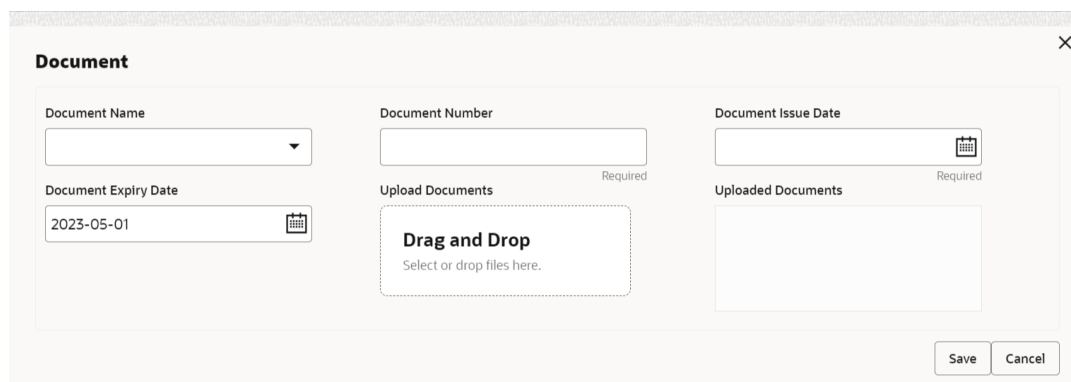 Document
Document Name
Document Number
Document Issue Date
Required
Required
Document Expiry Date
Upload Documents
Uploaded Documents
2023-05-01
Drag and Drop
Select or drop files here.
Save
Cancel